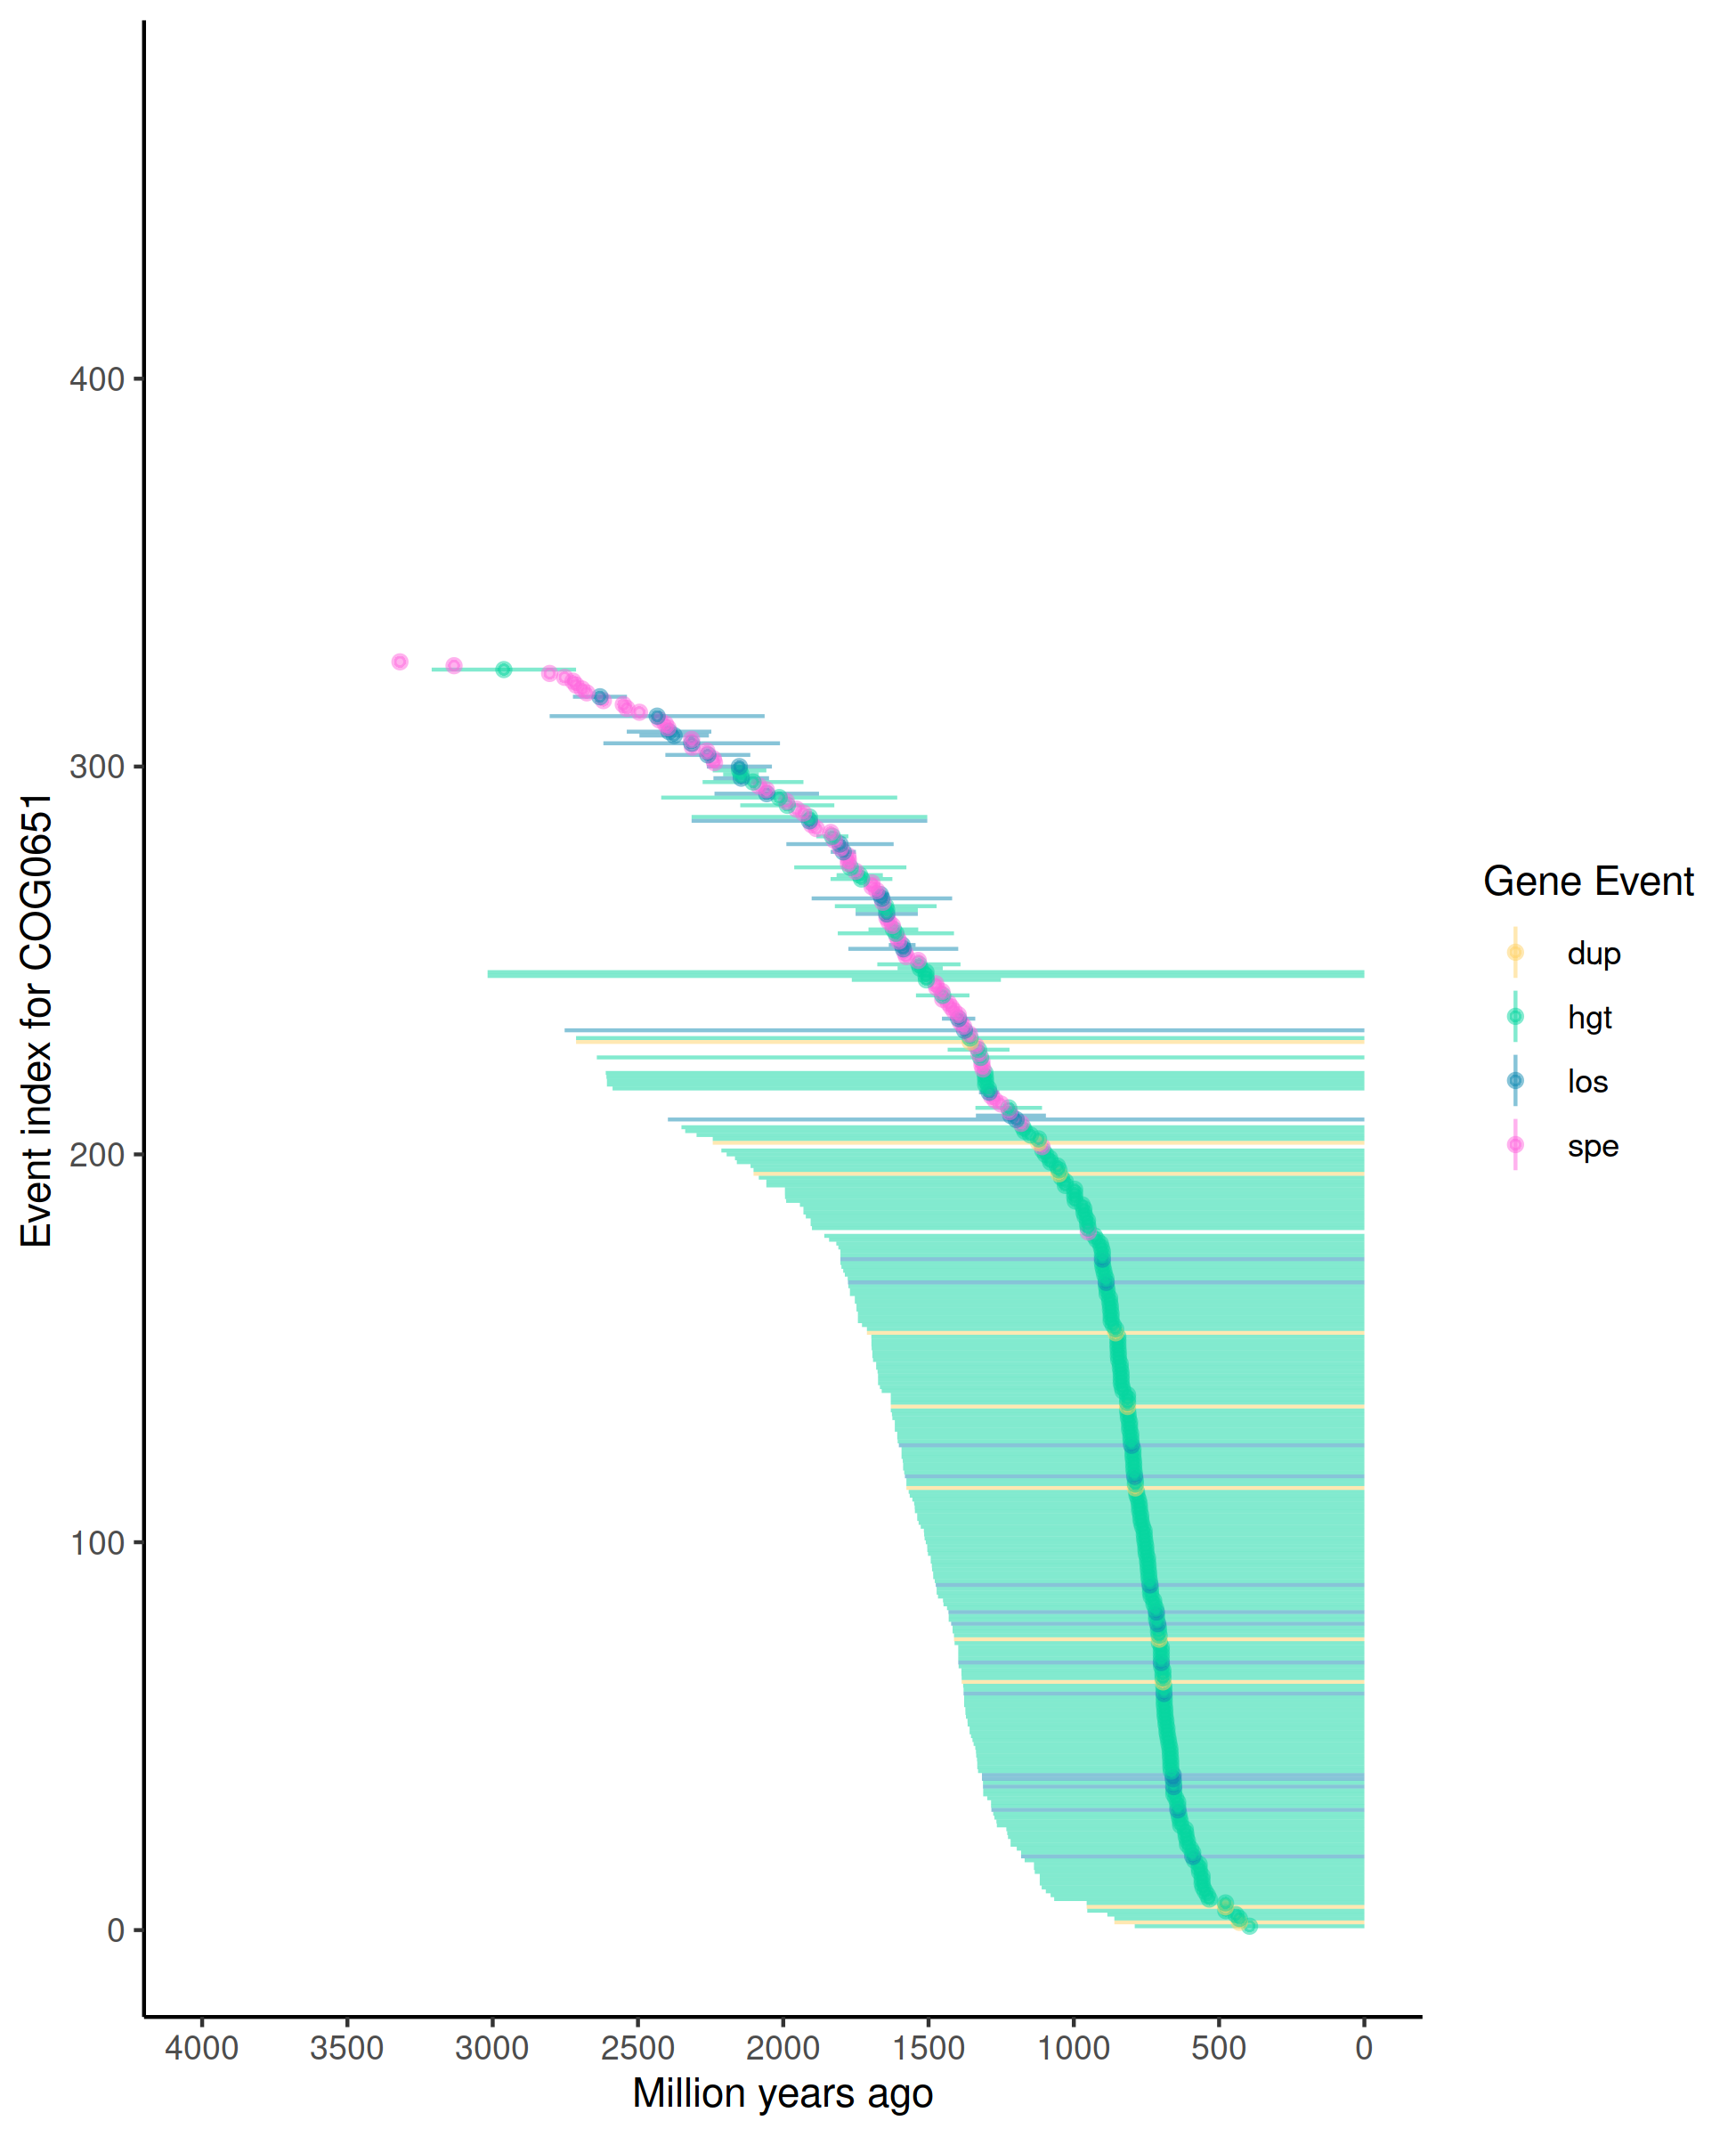 Event index for COG0651
400
300
200
100
0
4000 3500 3000 2500 2000 1500 1000 500 0
Million years ago
Gene Event
dup
hgt
los
spe